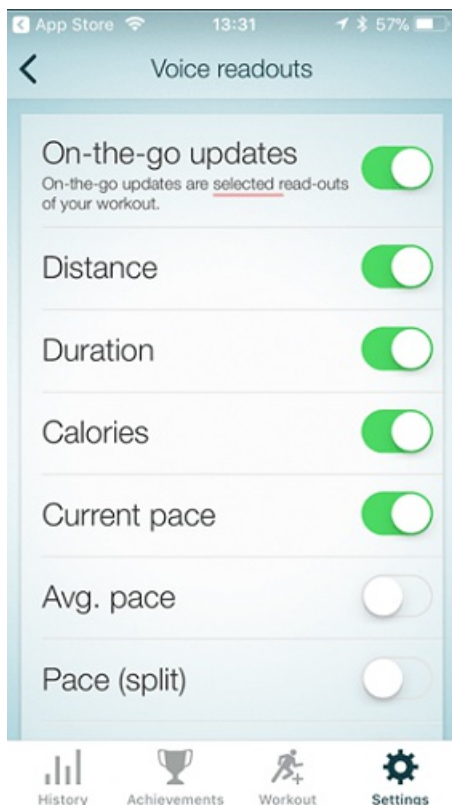 App Store 13:31 57%
Voice readouts
On-the-go updates
On-the-go updates are selected read-outs
of your workout.
Distance
Duration
Calories
Current pace
Avg. pace
Pace (split)
History Achievements Workout Settings